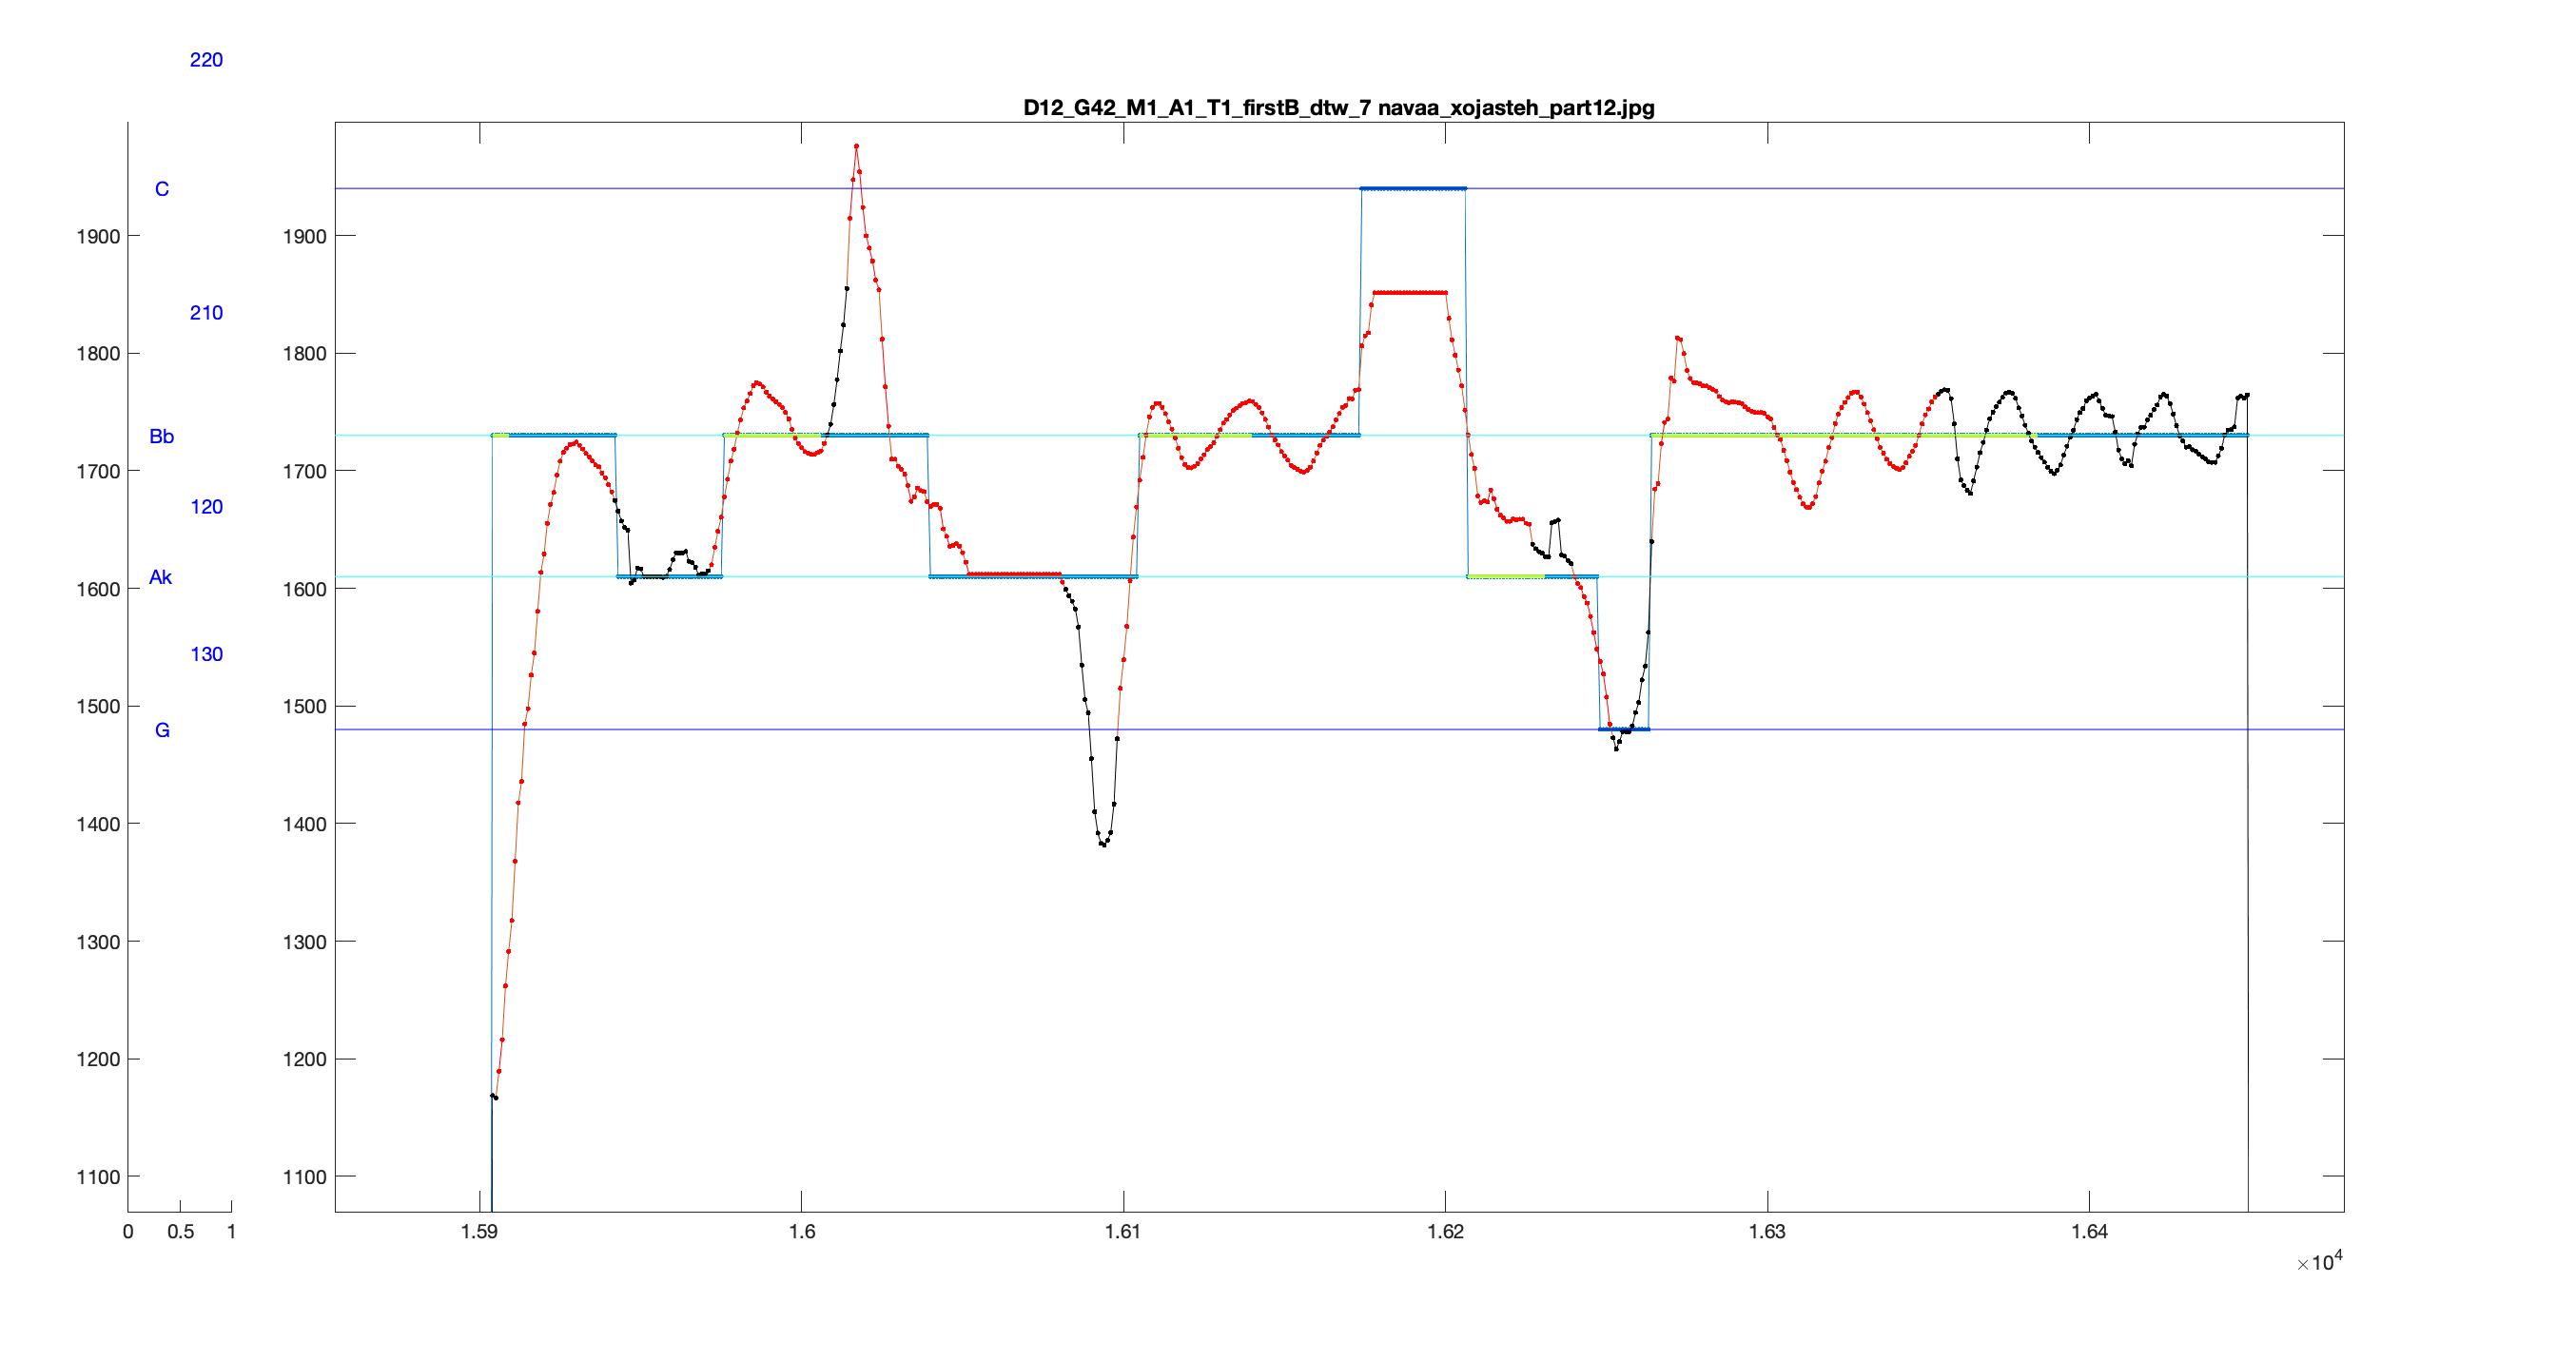 220
D12_G42_M1_A1_T1_firstB_dtw_7 navaa_xojasteh_part12.jpg
C
1900 1900
210
1800 1800
Bb
1700 1700
120
Ak
1600 1600
130
1500 1500
G
1400 1400
1300 1300
1200 1200
1100 1100
0 0.5 1 1.59 1.6 1.61 1.62 1.63 1.64
×10⁴